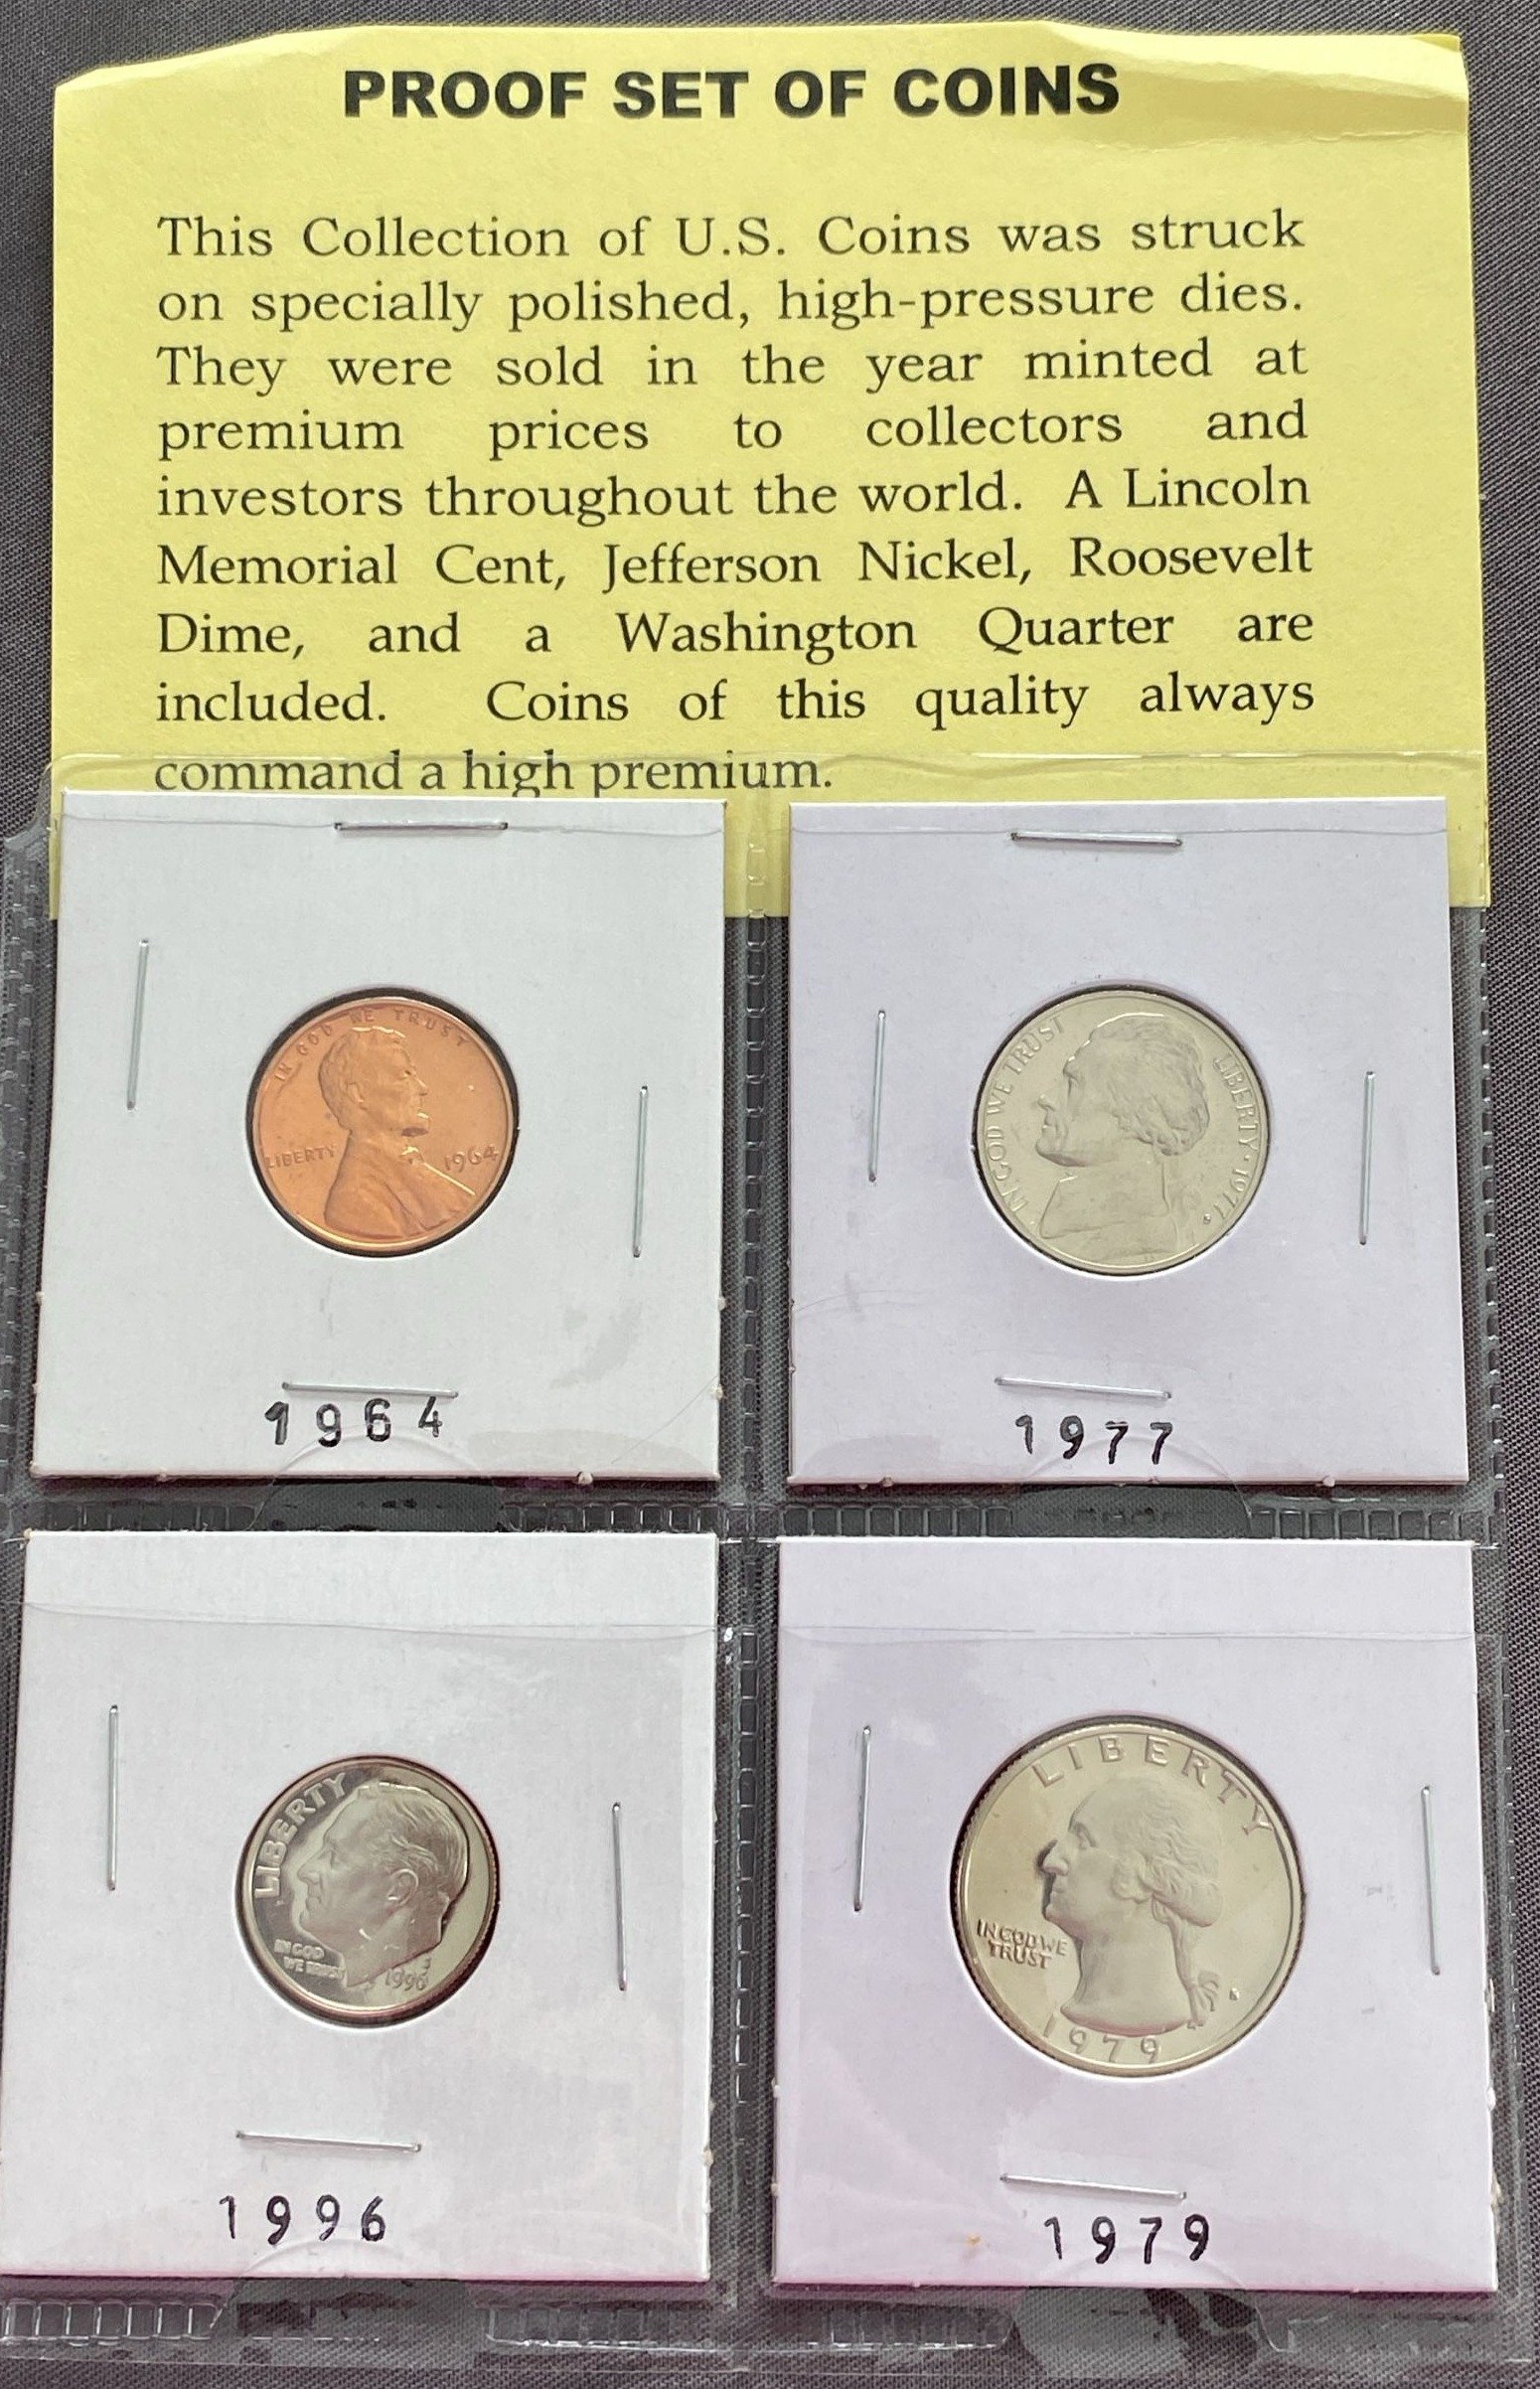 PROOF SET OF COINS
This Collection of U.S. Coins was struck
on specially polished, high-pressure dies.
They were sold in the year minted at
premium prices to collectors and
investors throughout the world. A Lincoln
Memorial Cent, Jefferson Nickel, Roosevelt
Dime, and a Washington Quarter are
included. Coins of this quality always
command a high premium.
IN GOD WE TRUST
LIBERTY 1964
1964
IN GOD WE TRUST
LIBERTY · 1977
1977
LIBERTY
IN GOD
WE TRUST
1996
1996
LIBERTY
IN GOD WE
TRUST
1979
1979